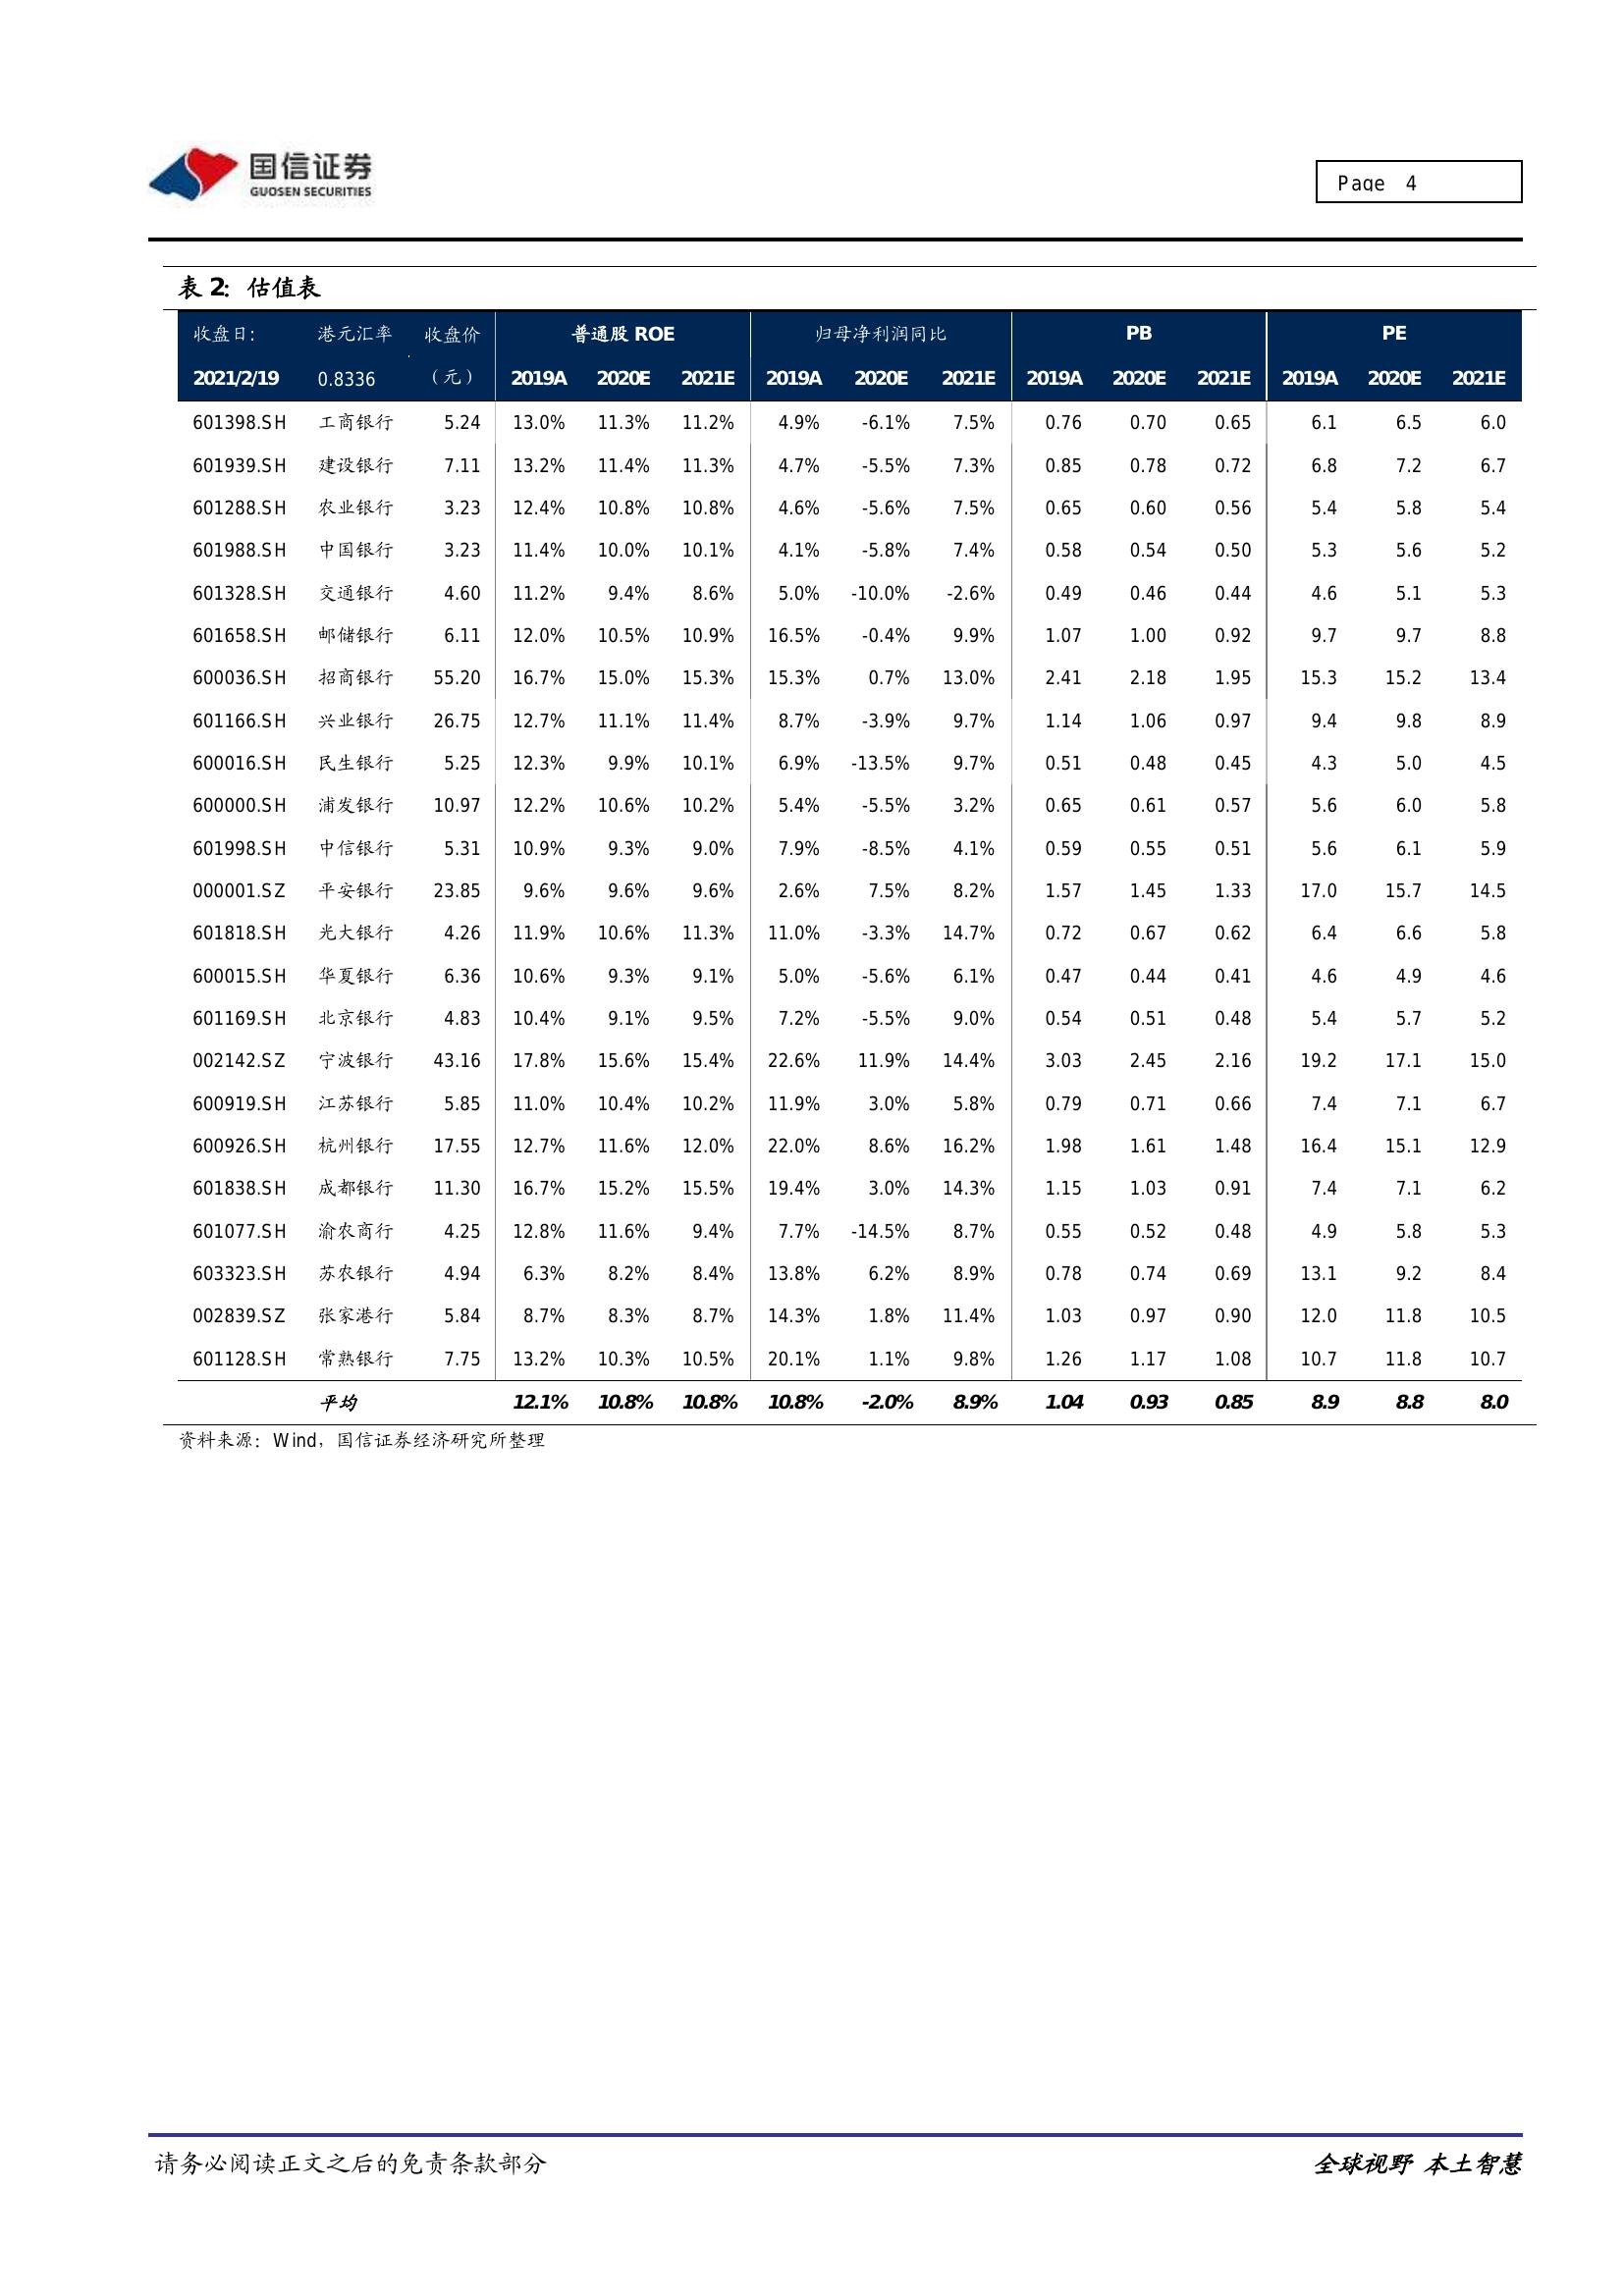 国信证券
GUOSEN SECURITIES
Page 4
表 2：估值表
收盘日: 港元汇率 收盘价 普通股 ROE 归母净利润同比 PB PE
2021/2/19 0.8336 （元） 2019A 2020E 2021E 2019A 2020E 2021E 2019A 2020E 2021E 2019A 2020E 2021E
601398.SH 工商银行 5.24 13.0% 11.3% 11.2% 4.9% -6.1% 7.5% 0.76 0.70 0.65 6.1 6.5 6.0
601939.SH 建设银行 7.11 13.2% 11.4% 11.3% 4.7% -5.5% 7.3% 0.85 0.78 0.72 6.8 7.2 6.7
601288.SH 农业银行 3.23 12.4% 10.8% 10.8% 4.6% -5.6% 7.5% 0.65 0.60 0.56 5.4 5.8 5.4
601988.SH 中国银行 3.23 11.4% 10.0% 10.1% 4.1% -5.8% 7.4% 0.58 0.54 0.50 5.3 5.6 5.2
601328.SH 交通银行 4.60 11.2% 9.4% 8.6% 5.0% -10.0% -2.6% 0.49 0.46 0.44 4.6 5.1 5.3
601658.SH 邮储银行 6.11 12.0% 10.5% 10.9% 16.5% -0.4% 9.9% 1.07 1.00 0.92 9.7 9.7 8.8
600036.SH 招商银行 55.20 16.7% 15.0% 15.3% 15.3% 0.7% 13.0% 2.41 2.18 1.95 15.3 15.2 13.4
601166.SH 兴业银行 26.75 12.7% 11.1% 11.4% 8.7% -3.9% 9.7% 1.14 1.06 0.97 9.4 9.8 8.9
600016.SH 民生银行 5.25 12.3% 9.9% 10.1% 6.9% -13.5% 9.7% 0.51 0.48 0.45 4.3 5.0 4.5
600000.SH 浦发银行 10.97 12.2% 10.6% 10.2% 5.4% -5.5% 3.2% 0.65 0.61 0.57 5.6 6.0 5.8
601998.SH 中信银行 5.31 10.9% 9.3% 9.0% 7.9% -8.5% 4.1% 0.59 0.55 0.51 5.6 6.1 5.9
000001.SZ 平安银行 23.85 9.6% 9.6% 9.6% 2.6% 7.5% 8.2% 1.57 1.45 1.33 17.0 15.7 14.5
601818.SH 光大银行 4.26 11.9% 10.6% 11.3% 11.0% -3.3% 14.7% 0.72 0.67 0.62 6.4 6.6 5.8
600015.SH 华夏银行 6.36 10.6% 9.3% 9.1% 5.0% -5.6% 6.1% 0.47 0.44 0.41 4.6 4.9 4.6
601169.SH 北京银行 4.83 10.4% 9.1% 9.5% 7.2% -5.5% 9.0% 0.54 0.51 0.48 5.4 5.7 5.2
002142.SZ 宁波银行 43.16 17.8% 15.6% 15.4% 22.6% 11.9% 14.4% 3.03 2.45 2.16 19.2 17.1 15.0
600919.SH 江苏银行 5.85 11.0% 10.4% 10.2% 11.9% 3.0% 5.8% 0.79 0.71 0.66 7.4 7.1 6.7
600926.SH 杭州银行 17.55 12.7% 11.6% 12.0% 22.0% 8.6% 16.2% 1.98 1.61 1.48 16.4 15.1 12.9
601838.SH 成都银行 11.30 16.7% 15.2% 15.5% 19.4% 3.0% 14.3% 1.15 1.03 0.91 7.4 7.1 6.2
601077.SH 渝农商行 4.25 12.8% 11.6% 9.4% 7.7% -14.5% 8.7% 0.55 0.52 0.48 4.9 5.8 5.3
603323.SH 苏农银行 4.94 6.3% 8.2% 8.4% 13.8% 6.2% 8.9% 0.78 0.74 0.69 13.1 9.2 8.4
002839.SZ 张家港行 5.84 8.7% 8.3% 8.7% 14.3% 1.8% 11.4% 1.03 0.97 0.90 12.0 11.8 10.5
601128.SH 常熟银行 7.75 13.2% 10.3% 10.5% 20.1% 1.1% 9.8% 1.26 1.17 1.08 10.7 11.8 10.7
平均 12.1% 10.8% 10.8% 10.8% -2.0% 8.9% 1.04 0.93 0.85 8.9 8.8 8.0
资料来源：Wind，国信证券经济研究所整理
请务必阅读正文之后的免责条款部分 全球视野 本土智慧